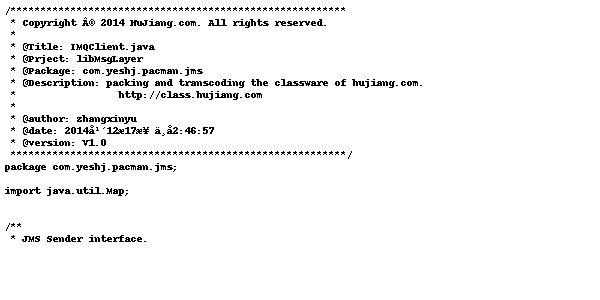 /********************************************************
 * Copyright Â© 2014 HuJiang.com. All rights reserved.
 *
 * @Title: IMQClient.java
 * @Prject: libMsgLayer
 * @Package: com.yeshj.pacman.jms
 * @Description: packing and transcoding the classware of hujiang.com.
 *                 http://class.hujiang.com
 *
 * @author: zhangxinyu
 * @date: 2014å¹´12æ17æ¥ ä¸å2:46:57
 * @version: V1.0
 ********************************************************/
package com.yeshj.pacman.jms;

import java.util.Map;


/**
 * JMS Sender interface.